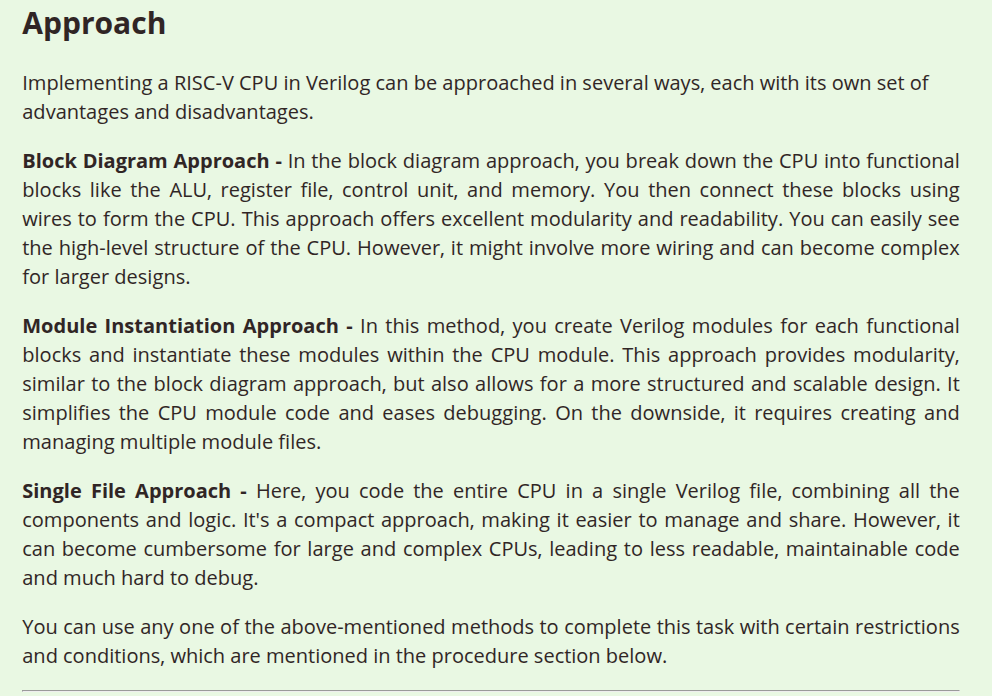 Approach
Implementing a RISC-V CPU in Verilog can be approached in several ways, each with its own set of
advantages and disadvantages.
Block Diagram Approach - In the block diagram approach, you break down the CPU into functional
blocks like the ALU, register file, control unit, and memory. You then connect these blocks using
wires to form the CPU. This approach offers excellent modularity and readability. You can easily see
the high-level structure of the CPU. However, it might involve more wiring and can become complex
for larger designs.
Module Instantiation Approach - In this method, you create Verilog modules for each functional
blocks and instantiate these modules within the CPU module. This approach provides modularity,
similar to the block diagram approach, but also allows for a more structured and scalable design. It
simplifies the CPU module code and eases debugging. On the downside, it requires creating and
managing multiple module files.
Single File Approach - Here, you code the entire CPU in a single Verilog file, combining all the
components and logic. It's a compact approach, making it easier to manage and share. However, it
can become cumbersome for large and complex CPUs, leading to less readable, maintainable code
and much hard to debug.
You can use any one of the above-mentioned methods to complete this task with certain restrictions
and conditions, which are mentioned in the procedure section below.